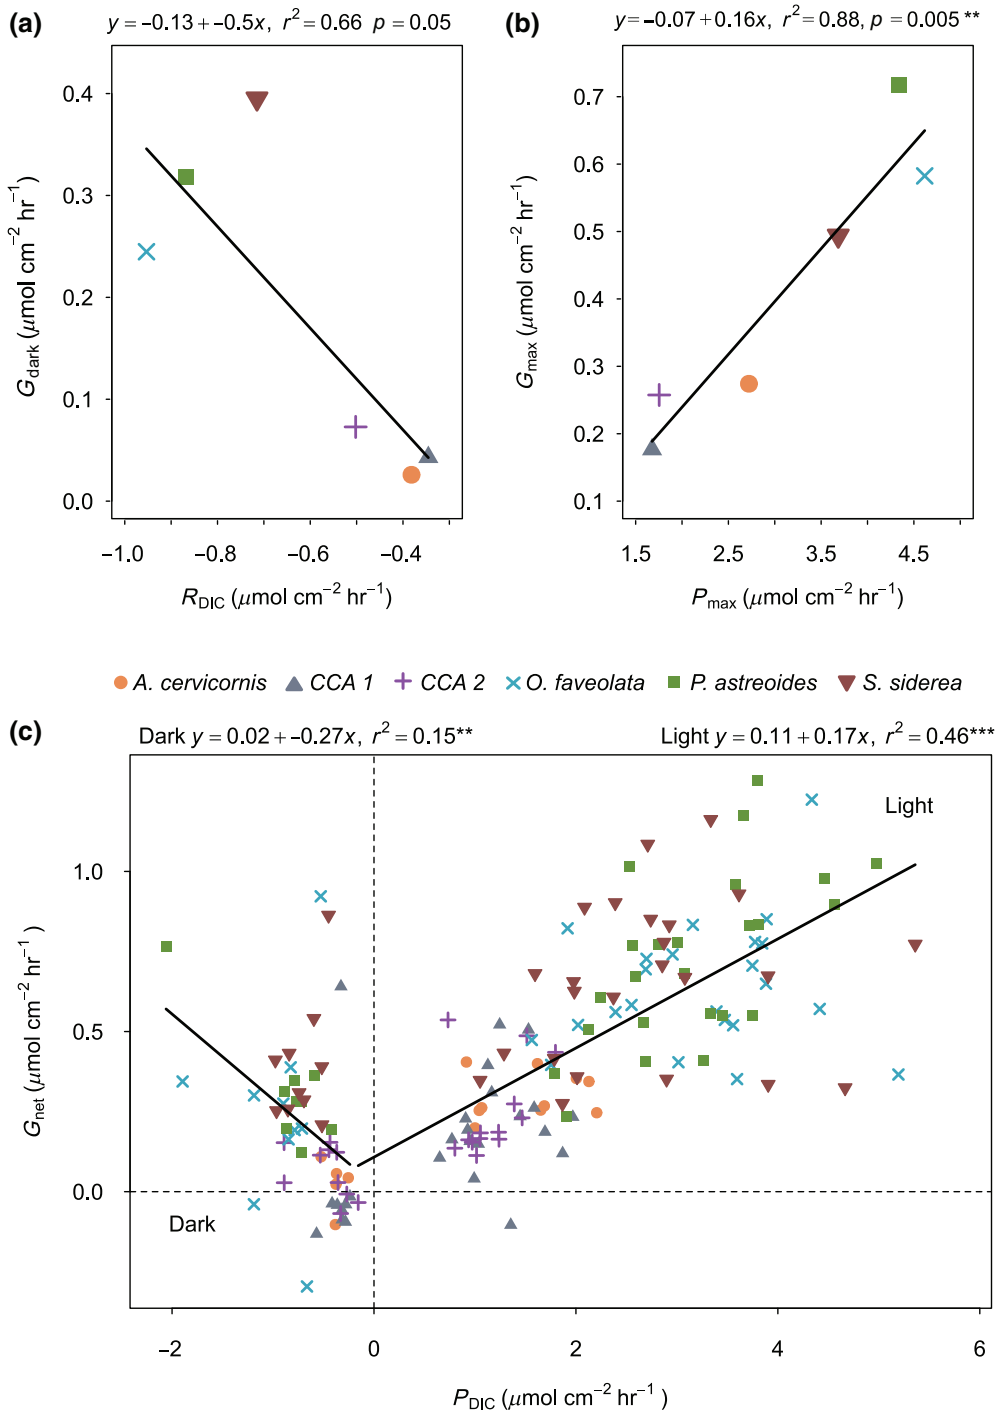 (a) y = −0.13 + −0.5x, r² = 0.66 p = 0.05
(b) y = −0.07 + 0.16x, r² = 0.88, p = 0.005 **
0.4
0.3
0.2
0.1
0.0
G_dark (μmol cm⁻² hr⁻¹)
−1.0 −0.8 −0.6 −0.4
R_DIC (μmol cm⁻² hr⁻¹)
0.7
0.6
0.5
0.4
0.3
0.2
0.1
G_max (μmol cm⁻² hr⁻¹)
1.5 2.5 3.5 4.5
P_max (μmol cm⁻² hr⁻¹)
A. cervicornis CCA 1 CCA 2 O. faveolata P. astreoides S. siderea
(c) Dark y = 0.02 + −0.27x, r² = 0.15** Light y = 0.11 + 0.17x, r² = 0.46***
Light
1.0
0.5
0.0
G_net (μmol cm⁻² hr⁻¹)
Dark
−2 0 2 4 6
P_DIC (μmol cm⁻² hr⁻¹)